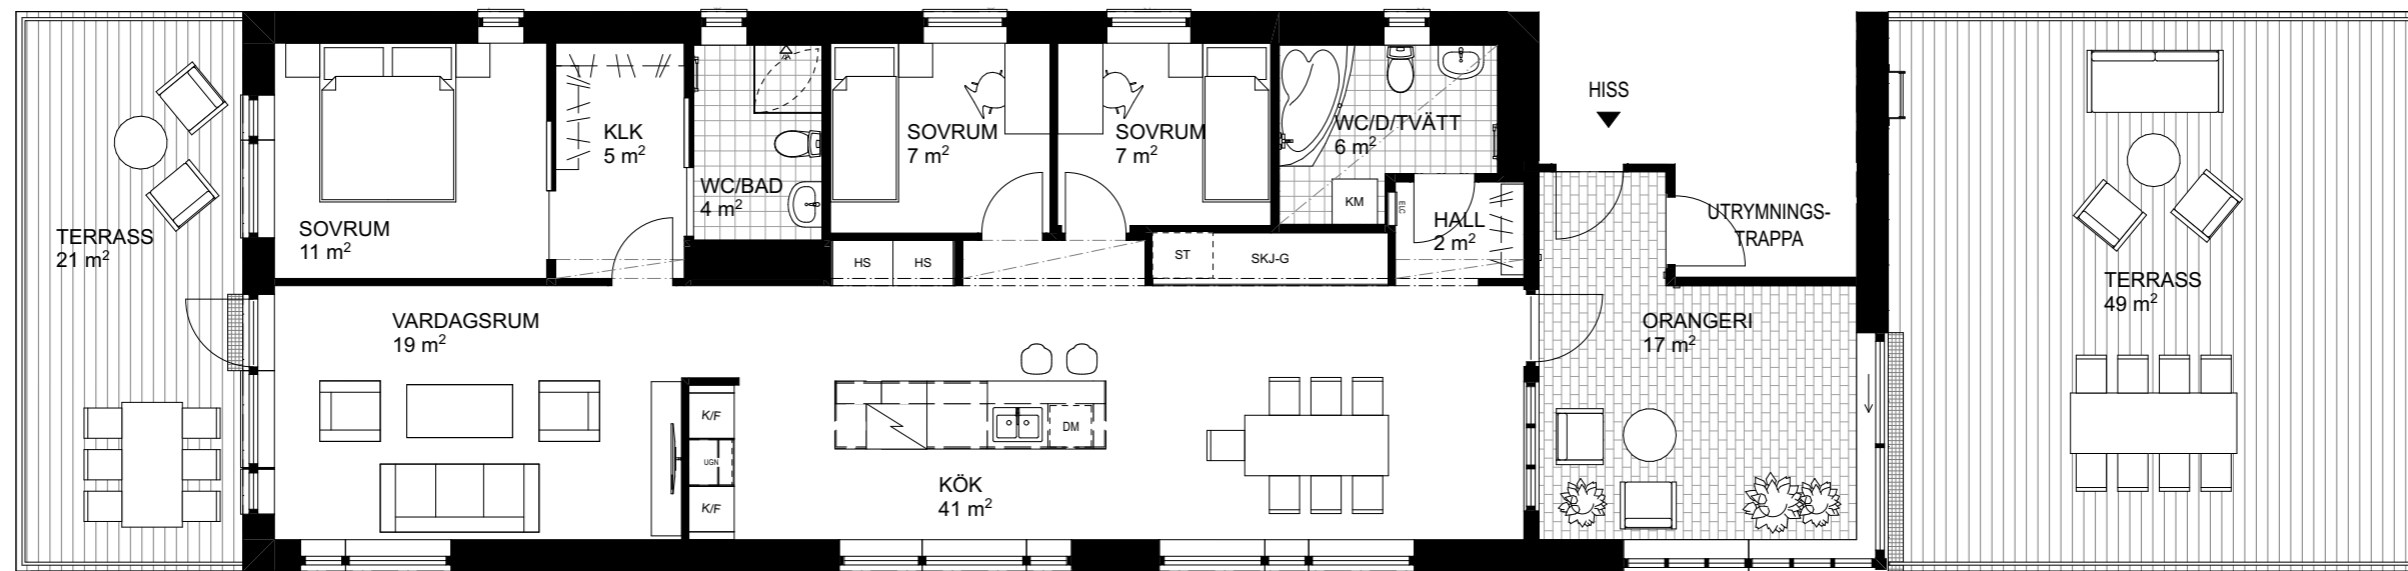 HISS
SOVRUM
7 m²
SOVRUM
7 m²
WC/D/TVÄTT
6 m²
KLK
5 m²
WC/BAD
4 m²
KM
ELC
HALL
2 m²
UTRYMNINGS-
TRAPPA
TERRASS
21 m²
SOVRUM
11 m²
HS
HS
ST
SKJ-G
TERRASS
49 m²
VARDAGSRUM
19 m²
ORANGERI
17 m²
K/F
UGN
K/F
DM
KÖK
41 m²